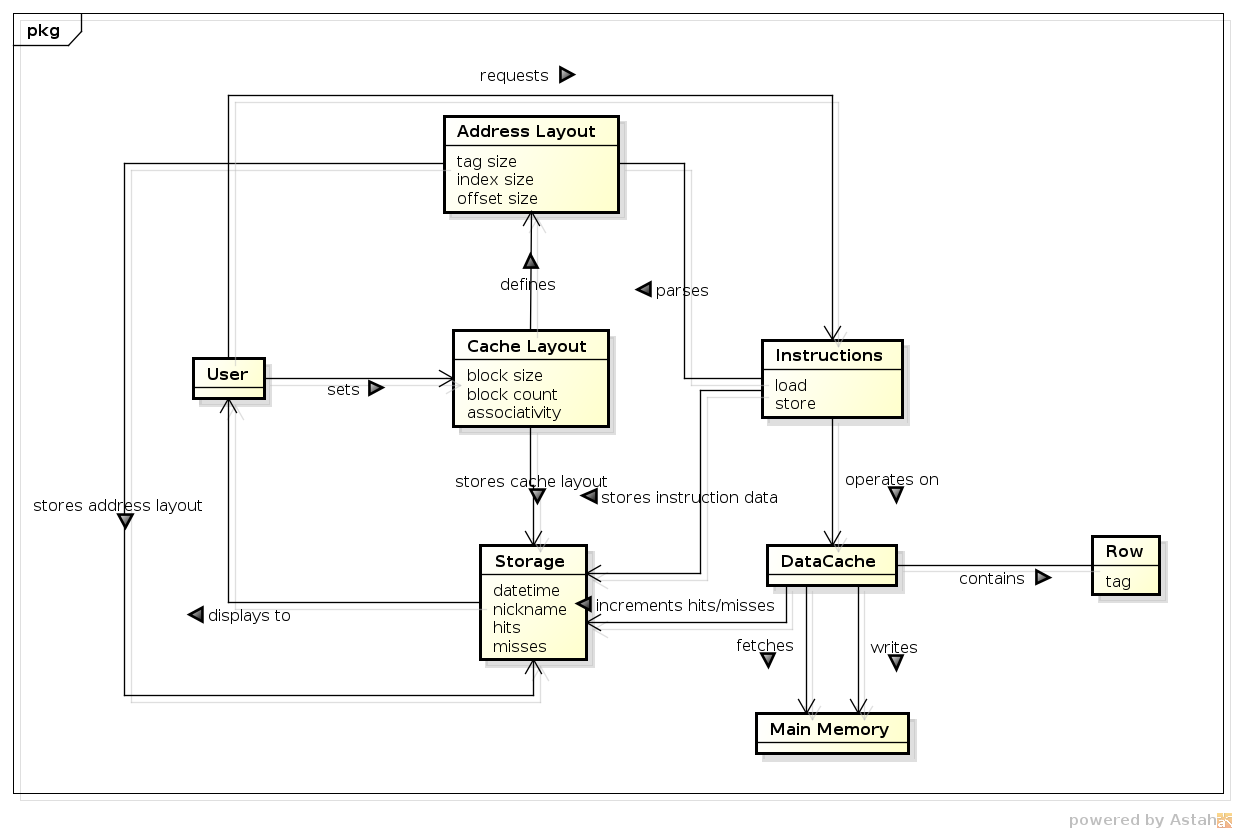 pkg
requests
Address Layout
tag size
index size
offset size
defines
parses
Cache Layout
block size
block count
associativity
User
sets
Instructions
load
store
stores cache layout
stores instruction data
operates on
stores address layout
Storage
datetime
nickname
hits
misses
DataCache
Row
tag
contains
increments hits/misses
displays to
fetches
writes
Main Memory
powered by Astah